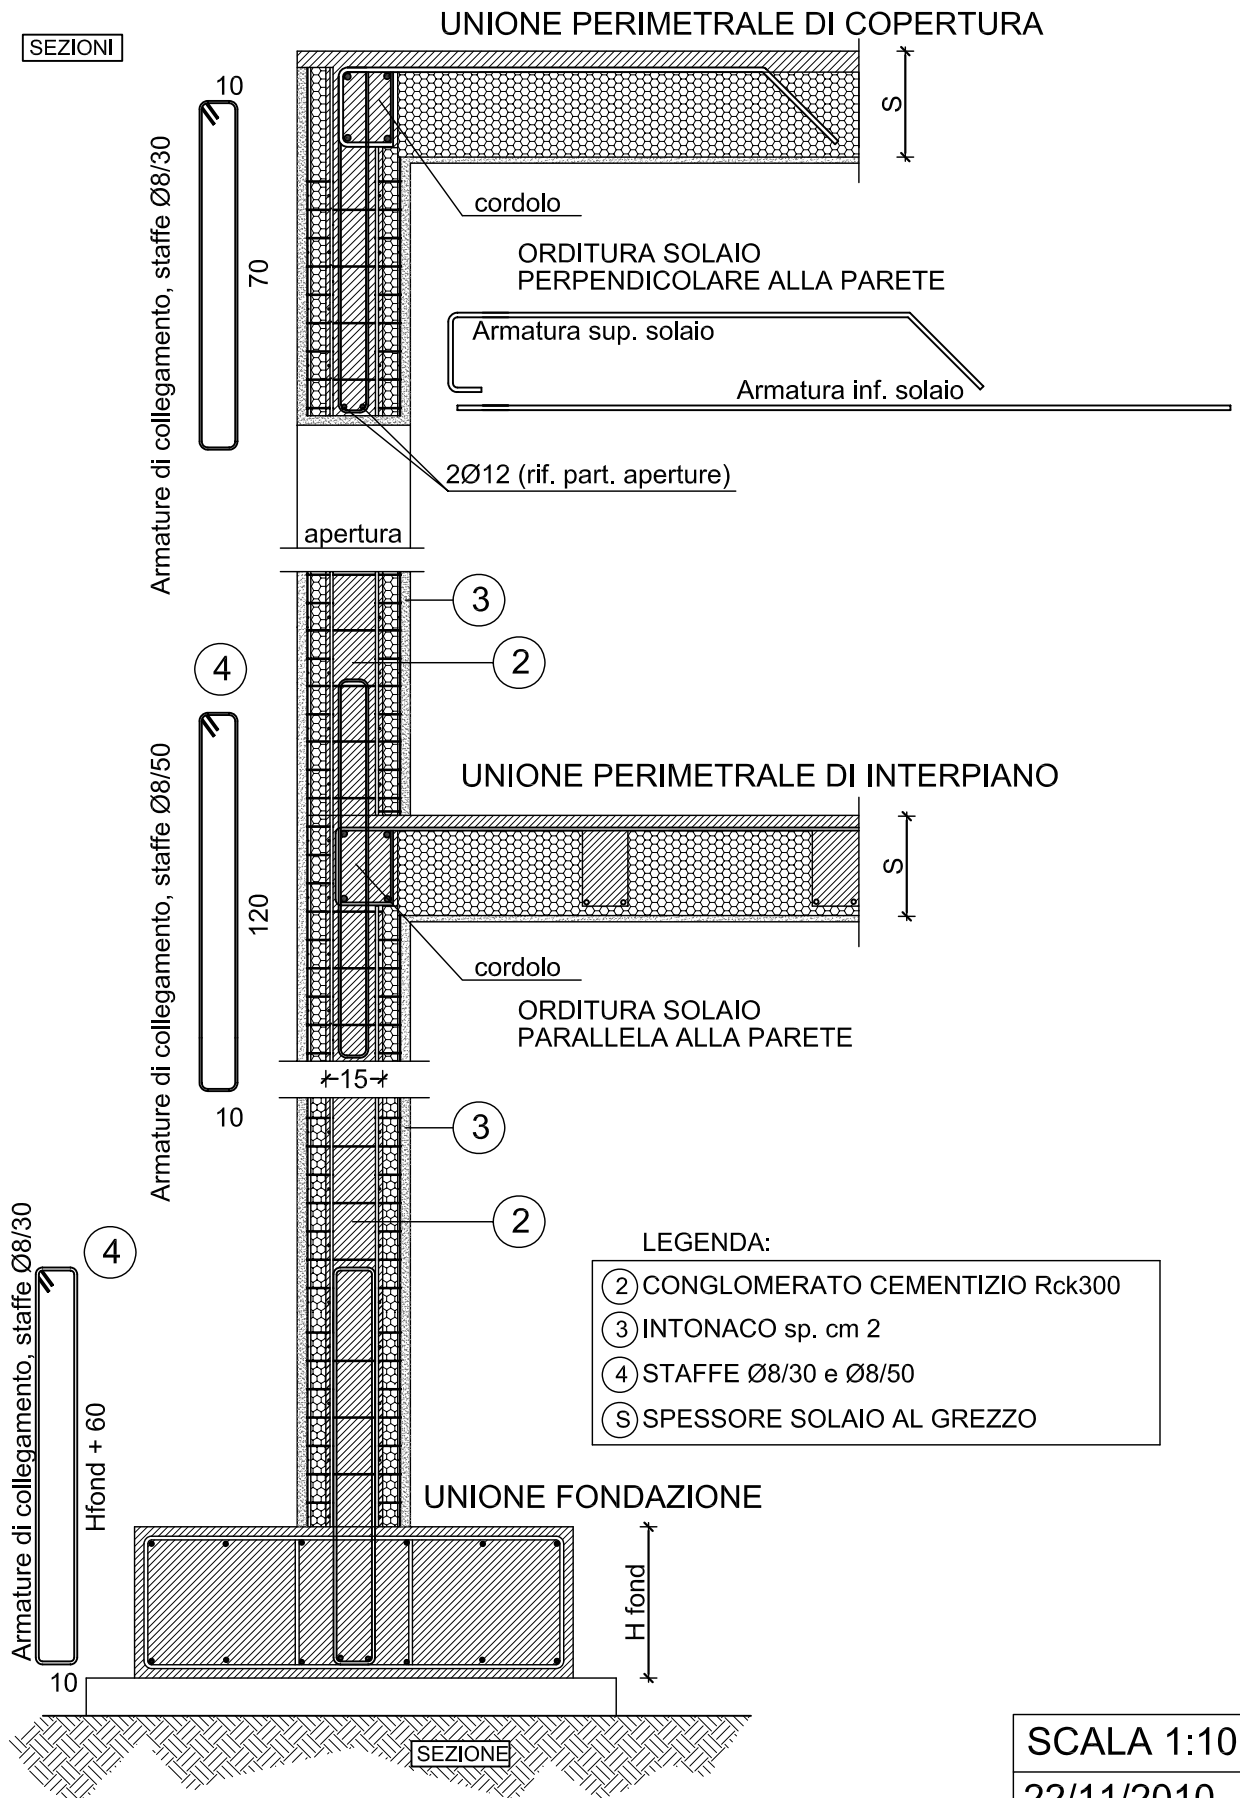 UNIONE PERIMETRALE DI COPERTURA
SEZIONI
10
S
Armature di collegamento, staffe Ø8/30
70
cordolo
ORDITURA SOLAIO
PERPENDICOLARE ALLA PARETE
Armatura sup. solaio
Armatura inf. solaio
2Ø12 (rif. part. aperture)
apertura
3
2
4
Armature di collegamento, staffe Ø8/50
120
10
UNIONE PERIMETRALE DI INTERPIANO
S
cordolo
ORDITURA SOLAIO
PARALLELA ALLA PARETE
15
3
2
4
Armature di collegamento, staffe Ø8/30
Hfond + 60
10
LEGENDA:
2 CONGLOMERATO CEMENTIZIO Rck300
3 INTONACO sp. cm 2
4 STAFFE Ø8/30 e Ø8/50
S SPESSORE SOLAIO AL GREZZO
UNIONE FONDAZIONE
H fond
SEZIONE
SCALA 1:10
22/11/2010